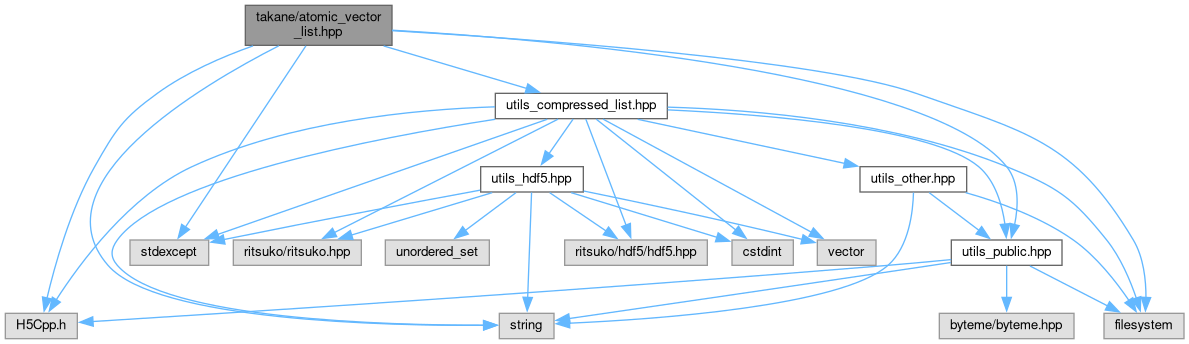 takane/atomic_vector
_list.hpp
utils_compressed_list.hpp
utils_hdf5.hpp
utils_other.hpp
stdexcept
ritsuko/ritsuko.hpp
unordered_set
ritsuko/hdf5/hdf5.hpp
cstdint
vector
utils_public.hpp
H5Cpp.h
string
byteme/byteme.hpp
filesystem